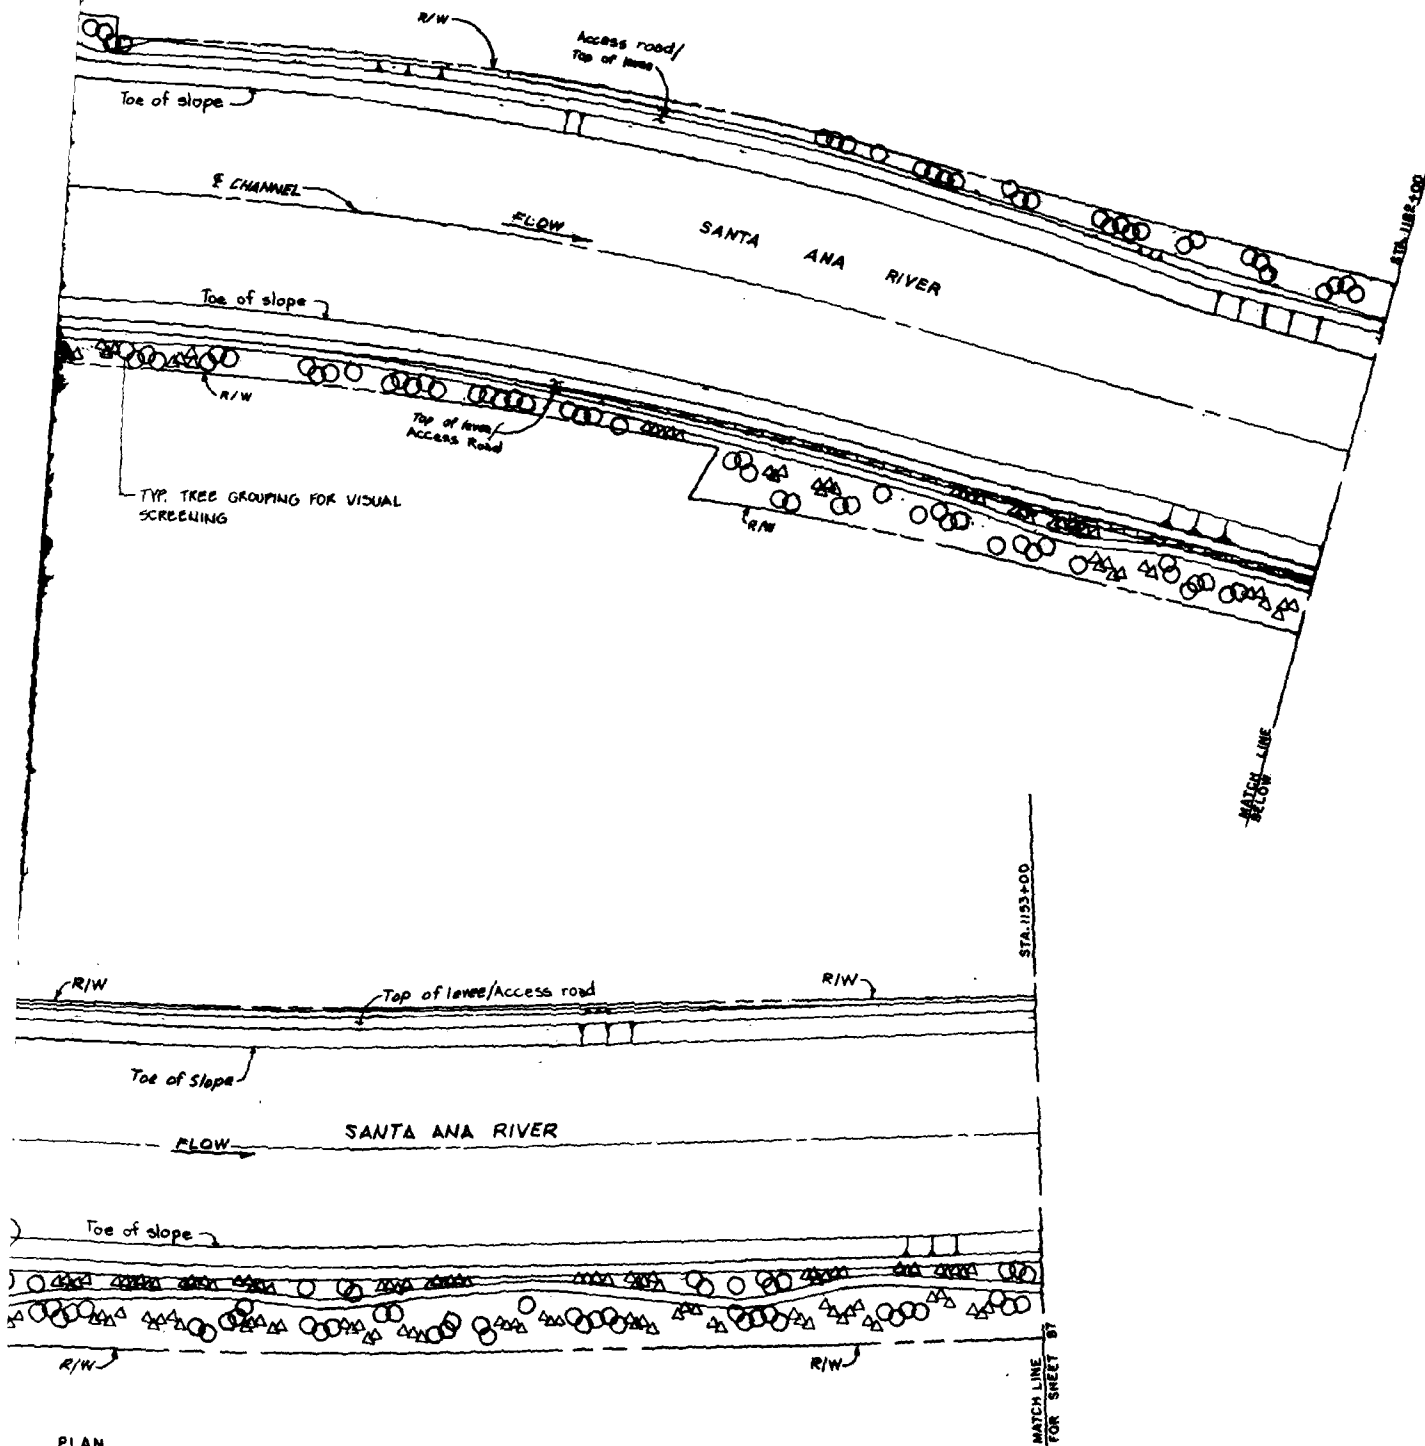 R/W
Access road/
Top of levee
Toe of slope
℄ CHANNEL
FLOW
SANTA ANA RIVER
STA. 1182+00
Toe of slope
R/W
Top of levee/
Access Road
TYP. TREE GROUPING FOR VISUAL
SCREENING
R/W
MATCH LINE
BELOW
STA. 1153+00
R/W
Top of levee/Access road
R/W
Toe of Slope
FLOW
SANTA ANA RIVER
Toe of slope
R/W
R/W
MATCH LINE
FOR SHEET 87
PLAN